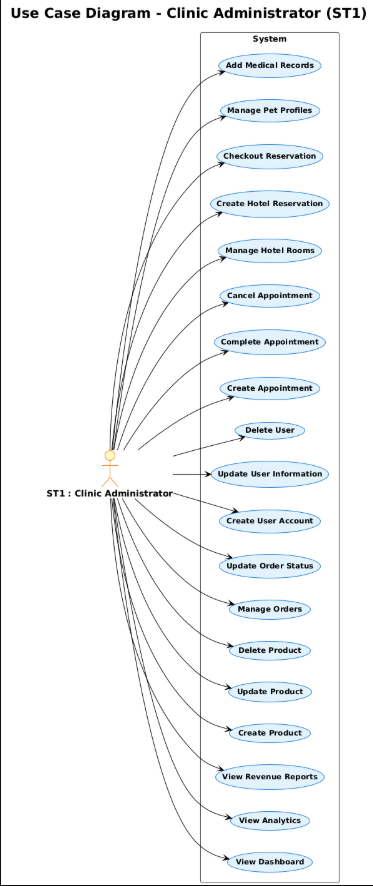 Use Case Diagram - Clinic Administrator (ST1)
System
Add Medical Records
Manage Pet Profiles
Checkout Reservation
Create Hotel Reservation
Manage Hotel Rooms
Cancel Appointment
Complete Appointment
Create Appointment
Delete User
Update User Information
ST1 : Clinic Administrator
Create User Account
Update Order Status
Manage Orders
Delete Product
Update Product
Create Product
View Revenue Reports
View Analytics
View Dashboard